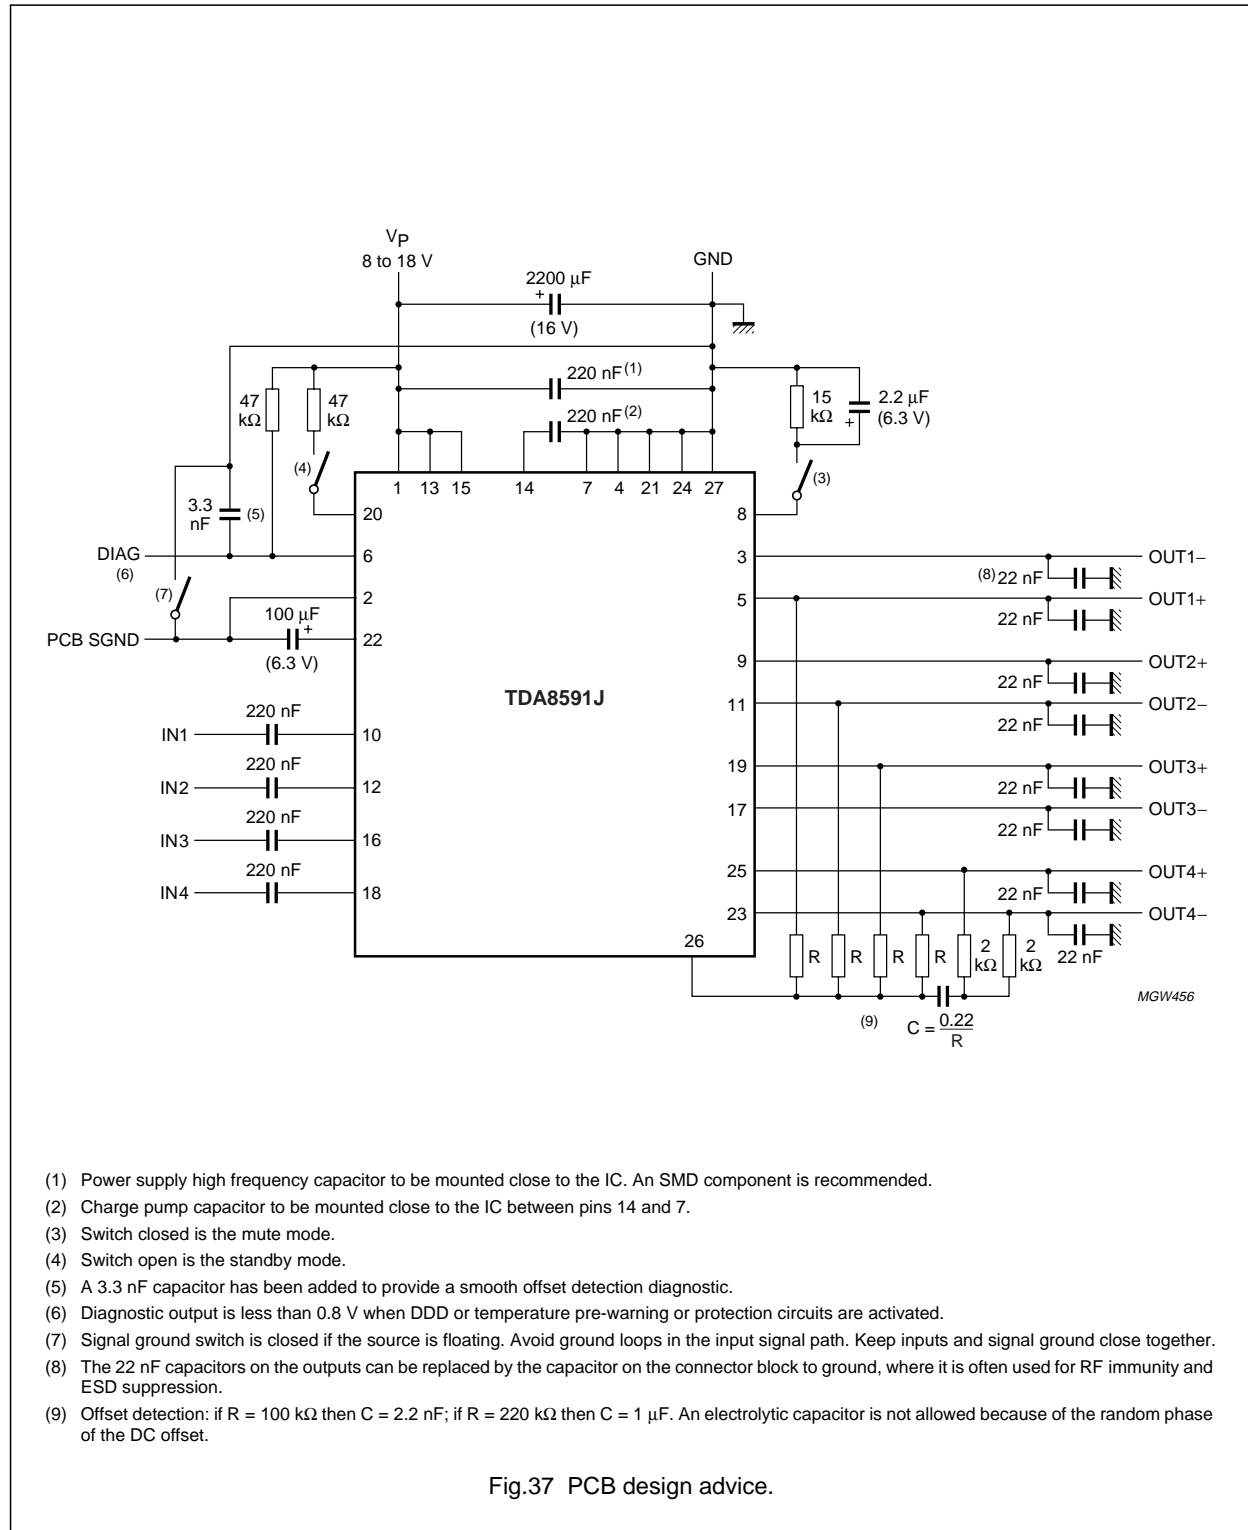 VP
8 to 18 V
GND
2200 μF
+
(16 V)
220 nF(1)
220 nF(2)
47
kΩ
47
kΩ
15
kΩ
2.2 μF
(6.3 V)
+
(4)
(3)
1 13 15 14 7 4 21 24 27
3.3
nF
(5)
20
8
DIAG
(6)
6
3
OUT1−
(8) 22 nF
(7)
2
5
OUT1+
22 nF
100 μF
+
(6.3 V)
PCB SGND
22
9
OUT2+
22 nF
TDA8591J
11
OUT2−
22 nF
220 nF
IN1
10
19
OUT3+
22 nF
220 nF
IN2
12
17
OUT3−
22 nF
220 nF
IN3
16
25
OUT4+
22 nF
220 nF
IN4
18
23
OUT4−
22 nF
26
R
R
R
R
2
kΩ
2
kΩ
(9)
C = 0.22
R
MGW456
(1) Power supply high frequency capacitor to be mounted close to the IC. An SMD component is recommended.
(2) Charge pump capacitor to be mounted close to the IC between pins 14 and 7.
(3) Switch closed is the mute mode.
(4) Switch open is the standby mode.
(5) A 3.3 nF capacitor has been added to provide a smooth offset detection diagnostic.
(6) Diagnostic output is less than 0.8 V when DDD or temperature pre-warning or protection circuits are activated.
(7) Signal ground switch is closed if the source is floating. Avoid ground loops in the input signal path. Keep inputs and signal ground close together.
(8) The 22 nF capacitors on the outputs can be replaced by the capacitor on the connector block to ground, where it is often used for RF immunity and
ESD suppression.
(9) Offset detection: if R = 100 kΩ then C = 2.2 nF; if R = 220 kΩ then C = 1 μF. An electrolytic capacitor is not allowed because of the random phase
of the DC offset.
Fig.37 PCB design advice.